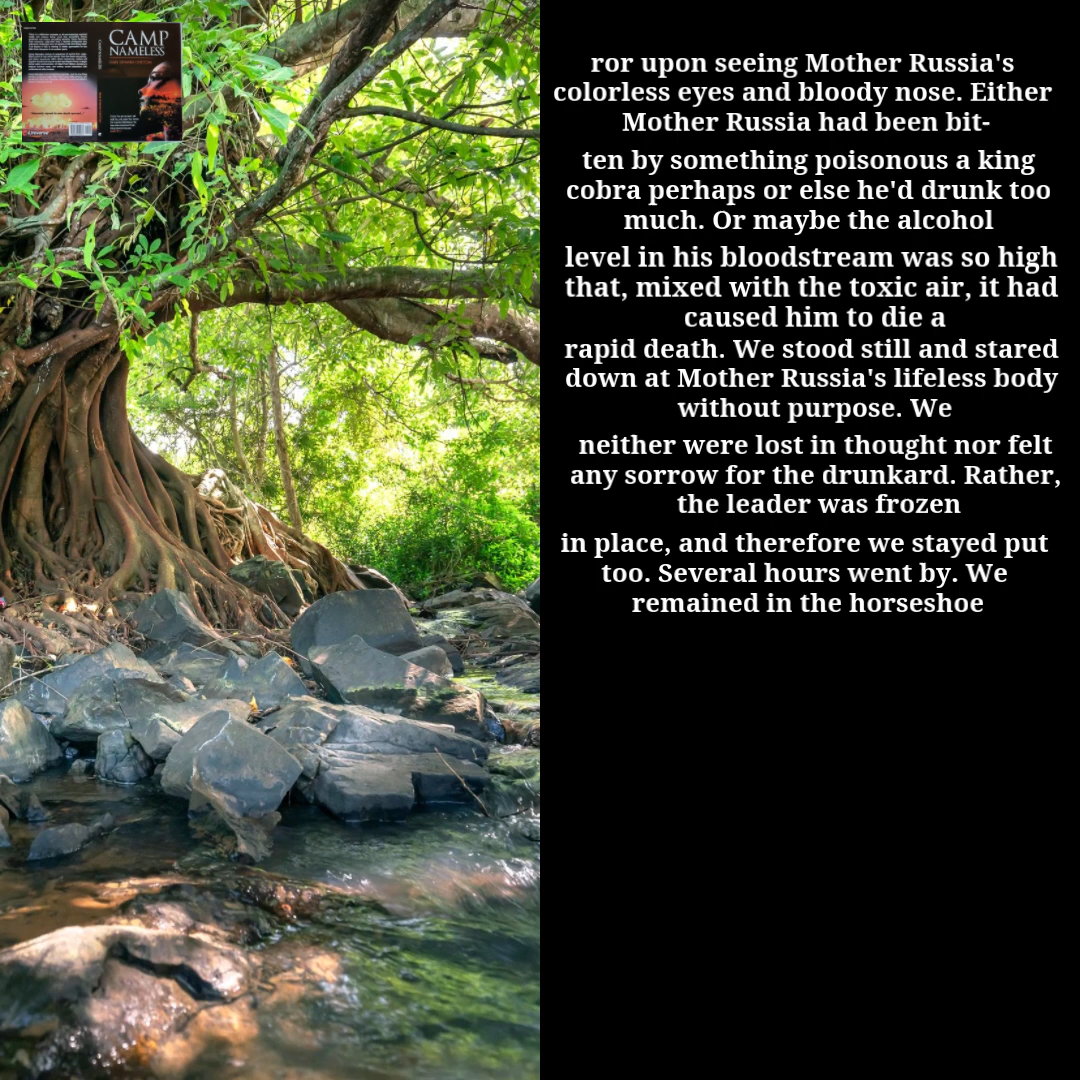 CAMP
NAMELESS
ror upon seeing Mother Russia's
colorless eyes and bloody nose. Either
Mother Russia had been bit-
ten by something poisonous a king
cobra perhaps or else he'd drunk too
much. Or maybe the alcohol
level in his bloodstream was so high
that, mixed with the toxic air, it had
caused him to die a
rapid death. We stood still and stared
down at Mother Russia's lifeless body
without purpose. We
neither were lost in thought nor felt
any sorrow for the drunkard. Rather,
the leader was frozen
in place, and therefore we stayed put
too. Several hours went by. We
remained in the horseshoe